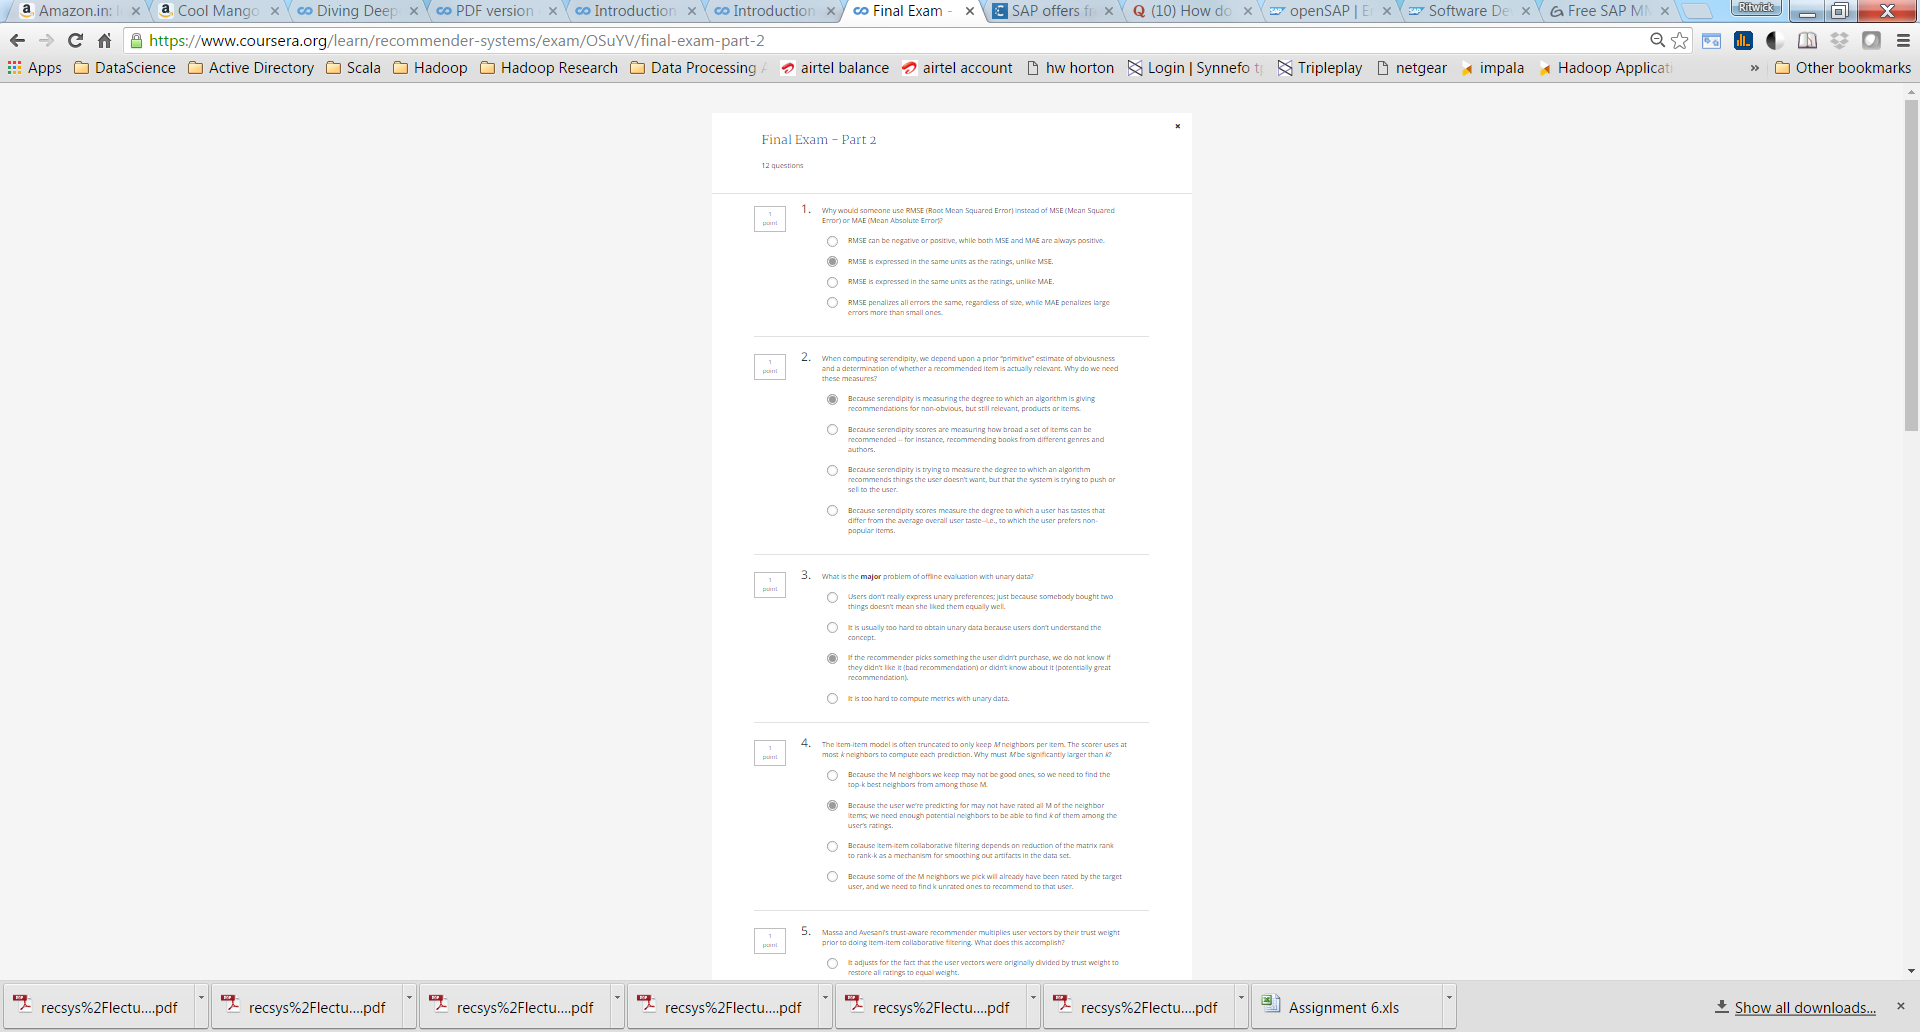 Amazon.in: l
Cool Mango
Diving Deep
PDF version
Introduction
Introduction
Final Exam -
SAP offers fr
(10) How do
openSAP | E
Software De
Free SAP MM
Ritwick
https://www.coursera.org/learn/recommender-systems/exam/OSuYV/final-exam-part-2
Apps
DataScience
Active Directory
Scala
Hadoop
Hadoop Research
Data Processing
airtel balance
airtel account
hw horton
Login | Synnefo
Tripleplay
netgear
impala
Hadoop Applicati
»
Other bookmarks
Final Exam - Part 2
12 questions
1
point
1.
Why would someone use RMSE (Root Mean Squared Error) instead of MSE (Mean Squared
Error) or MAE (Mean Absolute Error)?
RMSE can be negative or positive, while both MSE and MAE are always positive.
RMSE is expressed in the same units as the ratings, unlike MSE.
RMSE is expressed in the same units as the ratings, unlike MAE.
RMSE penalizes all errors the same, regardless of size, while MAE penalizes large
errors more than small ones.
1
point
2.
When computing serendipity, we depend upon a prior "primitive" estimate of obviousness
and a determination of whether a recommended item is actually relevant. Why do we need
these measures?
Because serendipity is measuring the degree to which an algorithm is giving
recommendations for non-obvious, but still relevant, products or items.
Because serendipity scores are measuring how broad a set of items can be
recommended -- for instance, recommending books from different genres and
authors.
Because serendipity is trying to measure the degree to which an algorithm
recommends things the user doesn't want, but that the system is trying to push or
sell to the user.
Because serendipity scores measure the degree to which a user has tastes that
differ from the average overall user taste--i.e., to which the user prefers non-
popular items.
1
point
3.
What is the major problem of offline evaluation with unary data?
Users don't really express unary preferences; just because somebody bought two
things doesn't mean she liked them equally well.
It is usually too hard to obtain unary data because users don't understand the
concept.
If the recommender picks something the user didn't purchase, we do not know if
they didn't like it (bad recommendation) or didn't know about it (potentially great
recommendation).
It is too hard to compute metrics with unary data.
1
point
4.
The item-item model is often truncated to only keep M neighbors per item. The scorer uses at
most k neighbors to compute each prediction. Why must M be significantly larger than k?
Because the M neighbors we keep may not be good ones, so we need to find the
top-k best neighbors from among those M.
Because the user we're predicting for may not have rated all M of the neighbor
items; we need enough potential neighbors to be able to find k of them among the
user's ratings.
Because item-item collaborative filtering depends on reduction of the matrix rank
to rank-k as a mechanism for smoothing out artifacts in the data set.
Because some of the M neighbors we pick will already have been rated by the target
user, and we need to find k unrated ones to recommend to that user.
1
point
5.
Massa and Avesani's trust-aware recommender multiplies user vectors by their trust weight
prior to doing item-item collaborative filtering. What does this accomplish?
It adjusts for the fact that the user vectors were originally divided by trust weight to
restore all ratings to equal weight.
recsys%2Flectu....pdf
recsys%2Flectu....pdf
recsys%2Flectu....pdf
recsys%2Flectu....pdf
recsys%2Flectu....pdf
recsys%2Flectu....pdf
Assignment 6.xls
Show all downloads...